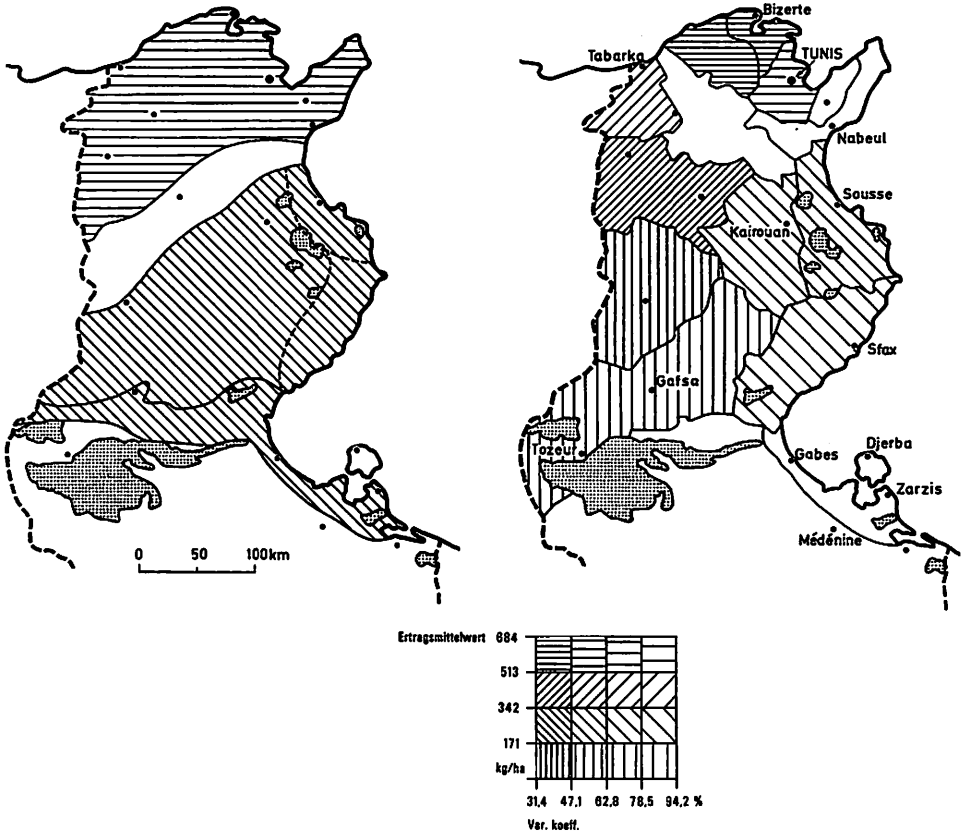 Bizerte
Tabarka
TUNIS
Nabeul
Sousse
Kairouan
Sfax
Gafsa
Tozeur
Gabes
Djerba
Zarzis
Médénine
0 50 100km
Ertragsmittelwert 684
513
342
171
kg/ha
31,4 47,1 62,8 78,5 94,2 %
Var. koeff.